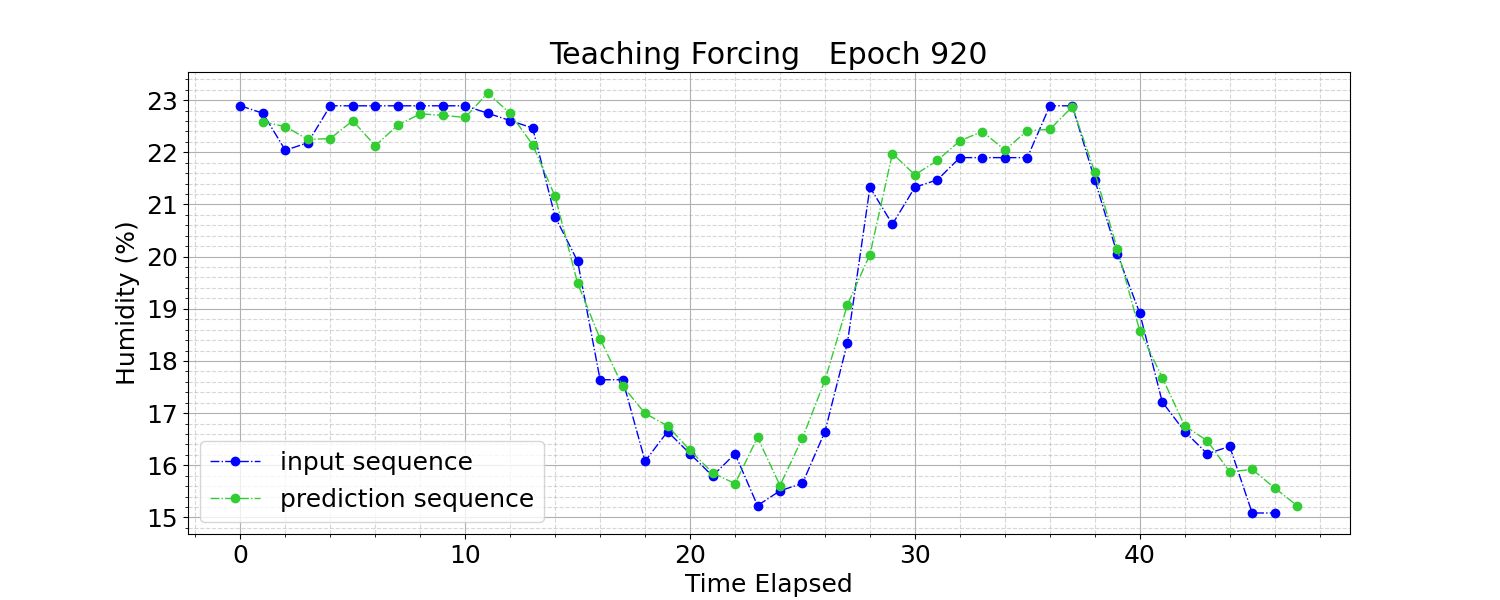 Teaching Forcing   Epoch 920
Humidity (%)
23
22
21
20
19
18
17
16
15
input sequence
prediction sequence
0 10 20 30 40
Time Elapsed